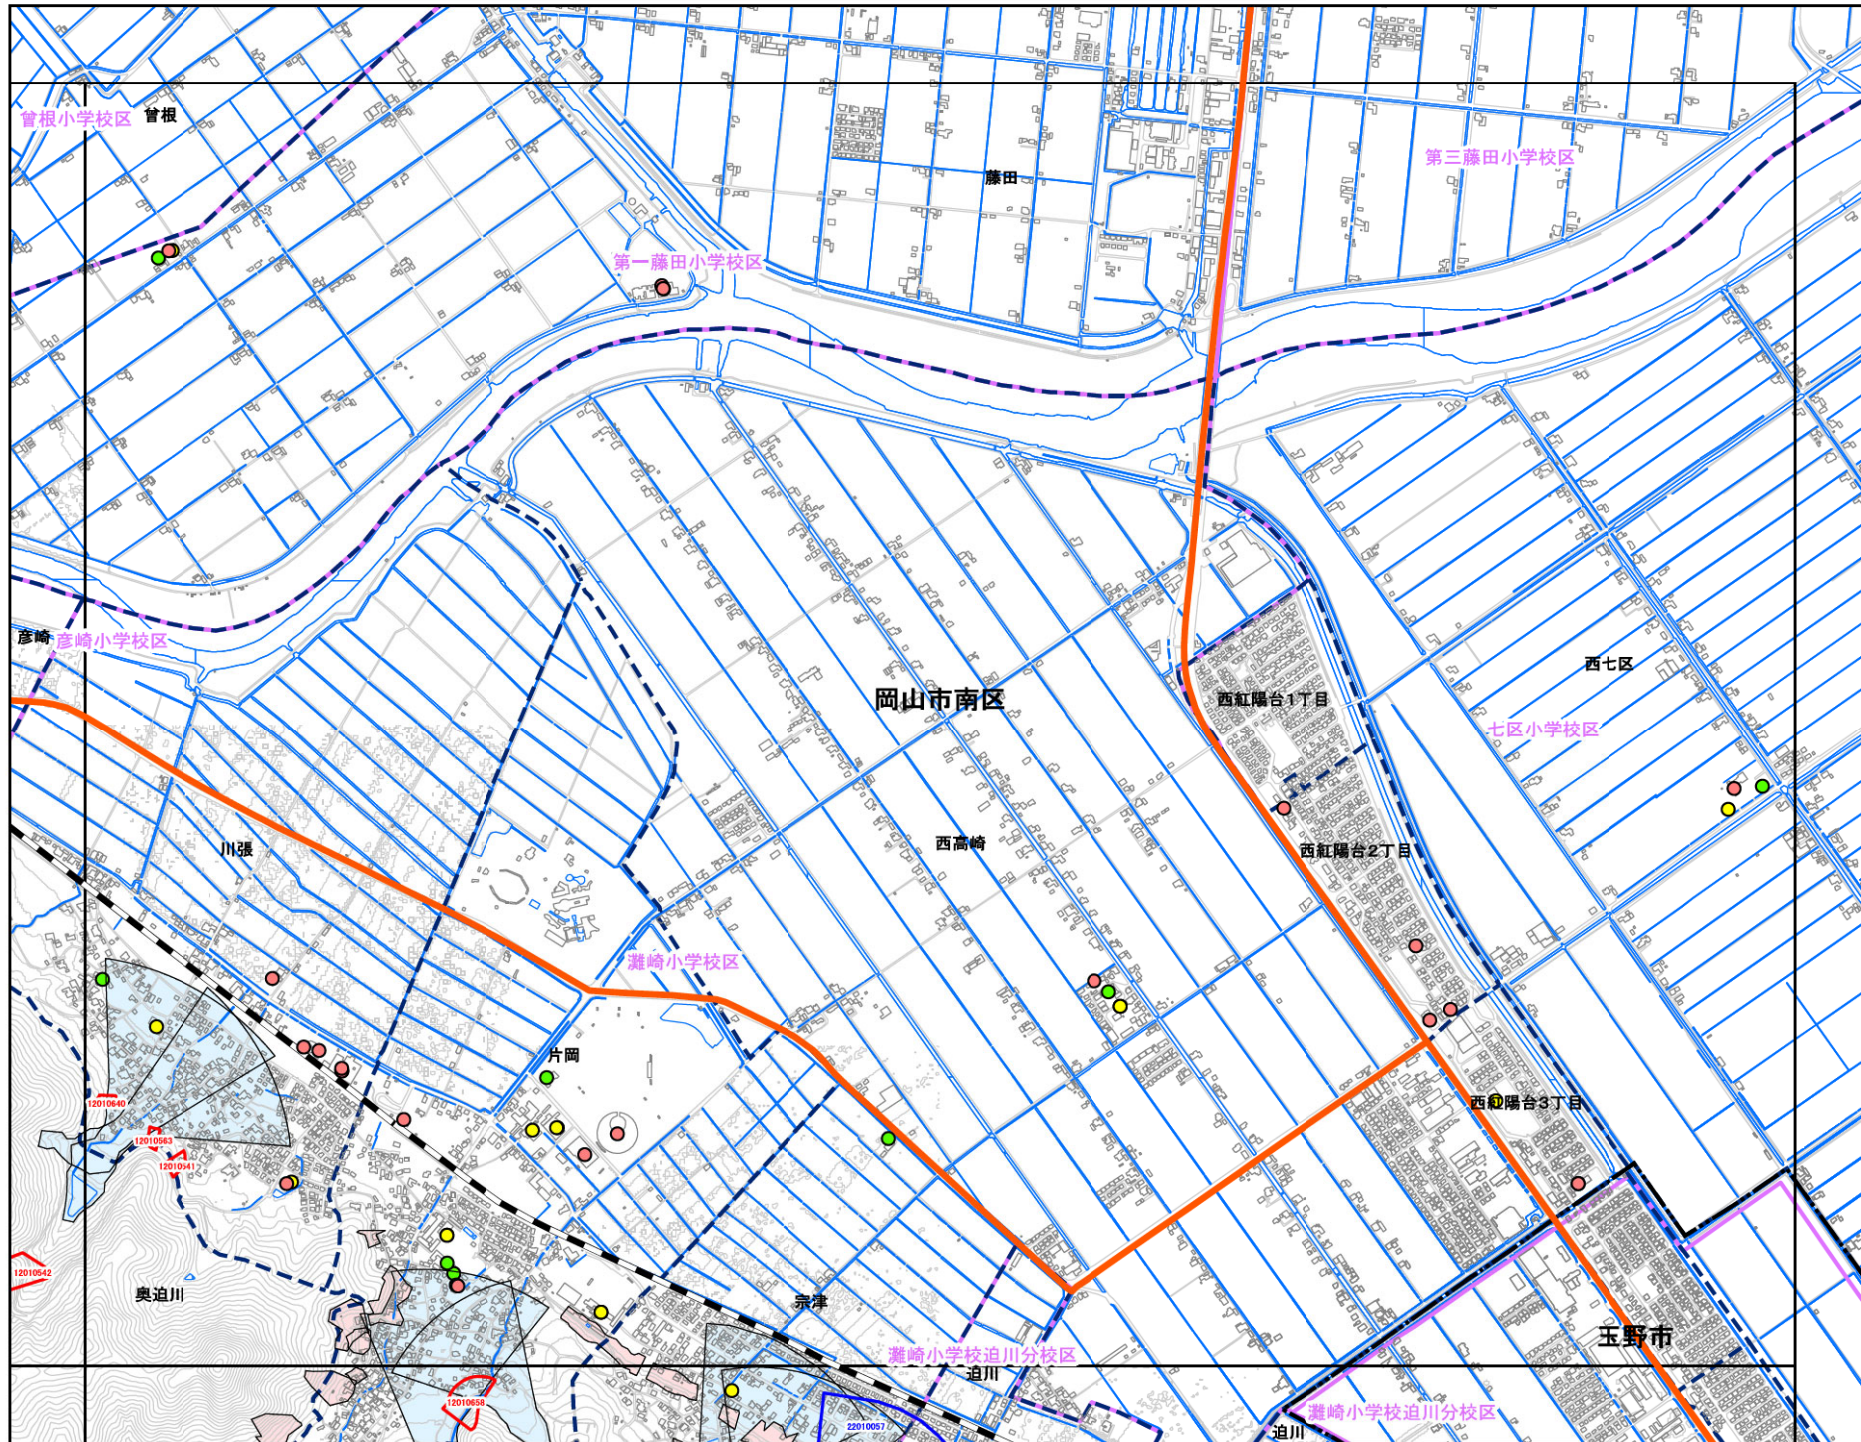 曾根小学校区
曾根
第三藤田小学校区
藤田
第一藤田小学校区
彦崎
彦崎小学校区
西七区
岡山市南区
西紅陽台1丁目
七区小学校区
川張
西高崎
西紅陽台2丁目
灘崎小学校区
片岡
12010640
西紅陽台3丁目
12010563
12010541
12010542
奥迫川
宗津
玉野市
灘崎小学校迫川分校区
迫川
12010658
灘崎小学校迫川分校区
22010057
迫川